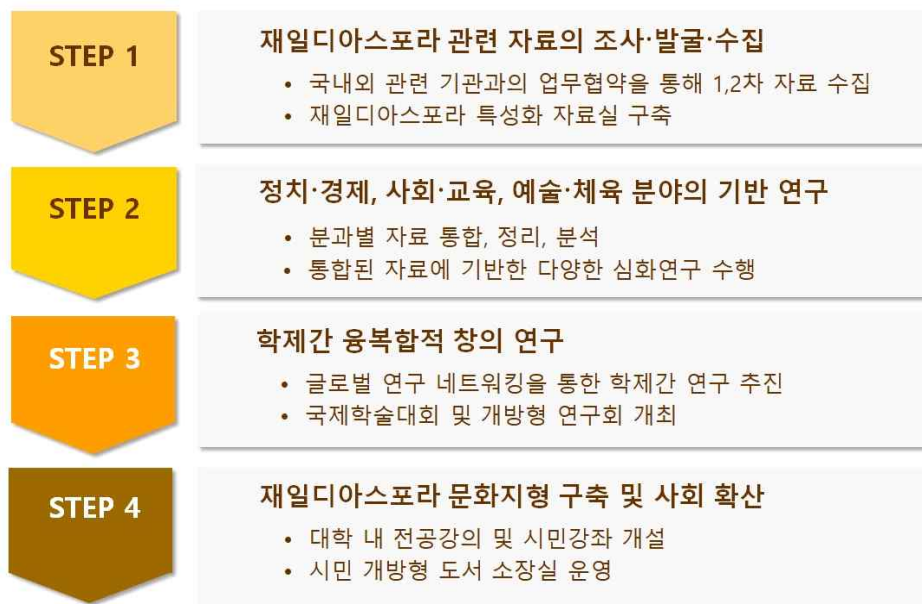 STEP 1
재일디아스포라 관련 자료의 조사·발굴·수집
• 국내외 관련 기관과의 업무협약을 통해 1,2차 자료 수집
• 재일디아스포라 특성화 자료실 구축
STEP 2
정치·경제, 사회·교육, 예술·체육 분야의 기반 연구
• 분과별 자료 통합, 정리, 분석
• 통합된 자료에 기반한 다양한 심화연구 수행
STEP 3
학제간 융복합적 창의 연구
• 글로벌 연구 네트워킹을 통한 학제간 연구 추진
• 국제학술대회 및 개방형 연구회 개최
STEP 4
재일디아스포라 문화지형 구축 및 사회 확산
• 대학 내 전공강의 및 시민강좌 개설
• 시민 개방형 도서 소장실 운영